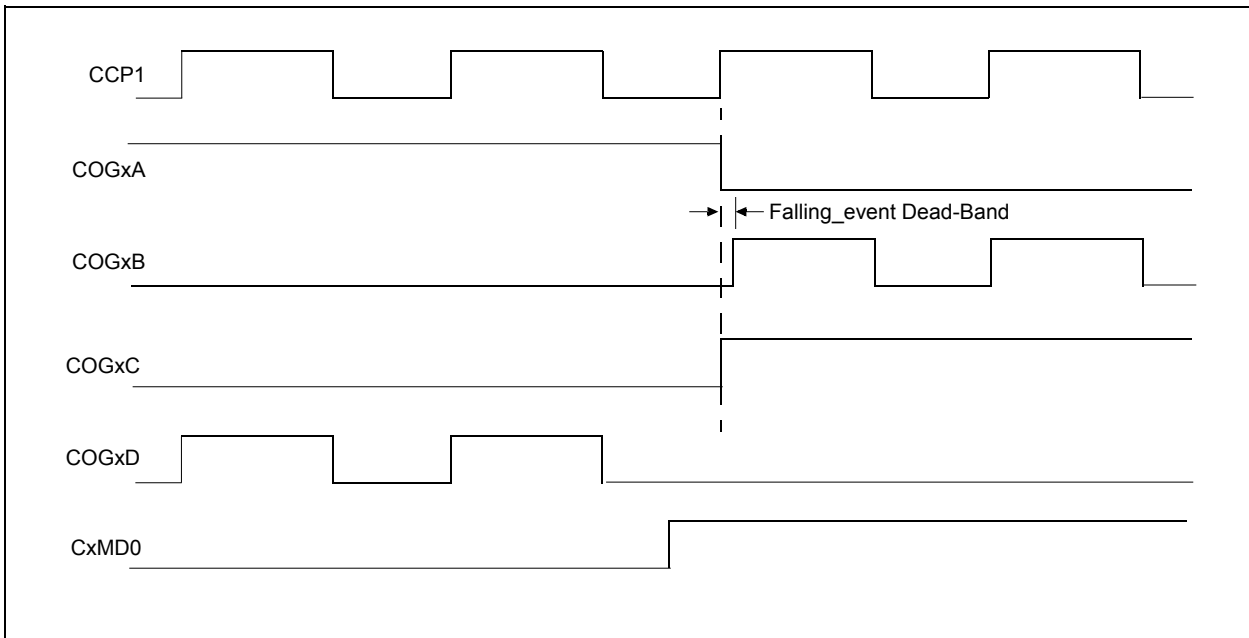 CCP1
COGxA
Falling_event Dead-Band
COGxB
COGxC
COGxD
CxMD0